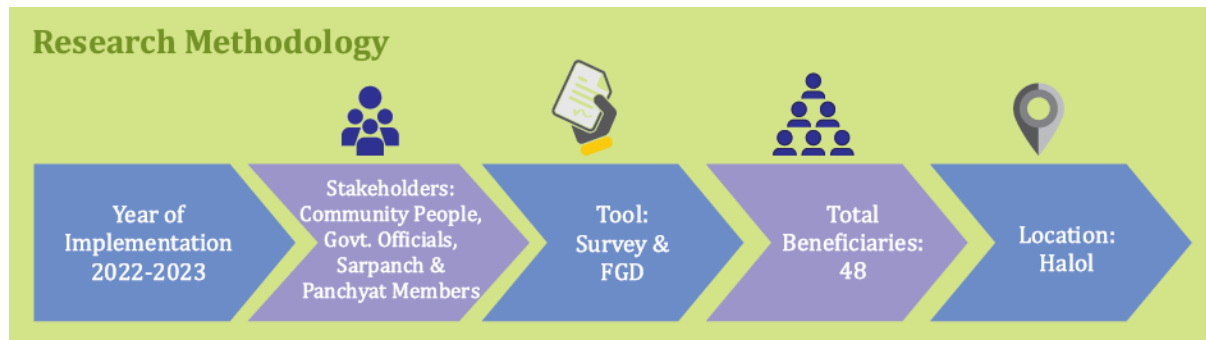 Research Methodology
Year of
Implementation
2022-2023
Stakeholders:
Community People,
Govt. Officials,
Sarpanch &
Panchyat Members
Tool:
Survey &
FGD
Total
Beneficiaries:
48
Location:
Halol